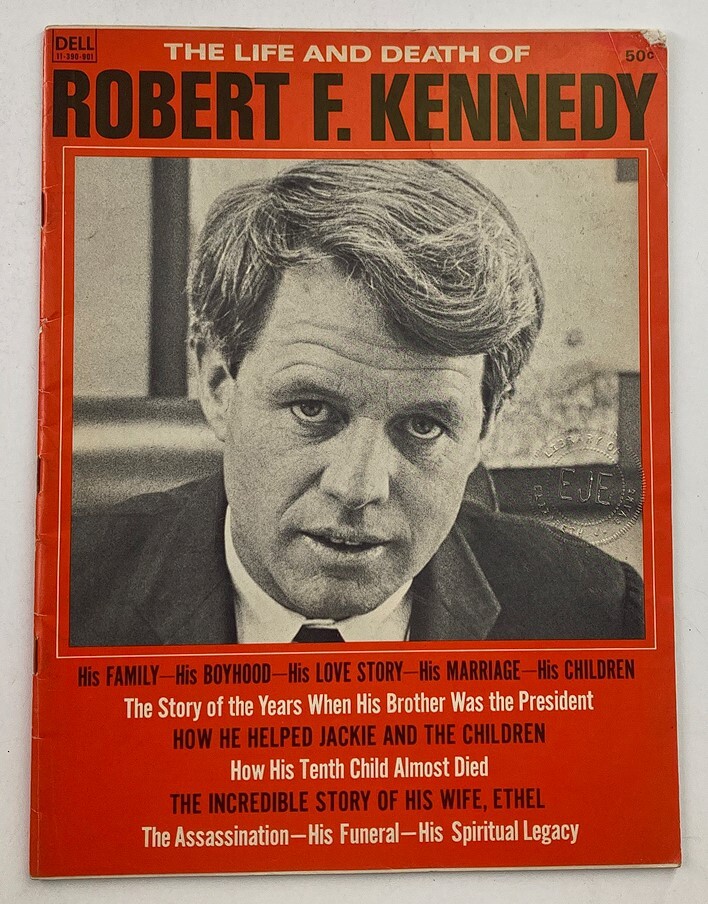 DELL
11-390-901
THE LIFE AND DEATH OF
50¢
ROBERT F. KENNEDY
LIBRARY OF
EJE
His FAMILY—His BOYHOOD—His LOVE STORY—His MARRIAGE—His CHILDREN
The Story of the Years When His Brother Was the President
HOW HE HELPED JACKIE AND THE CHILDREN
How His Tenth Child Almost Died
THE INCREDIBLE STORY OF HIS WIFE, ETHEL
The Assassination—His Funeral—His Spiritual Legacy